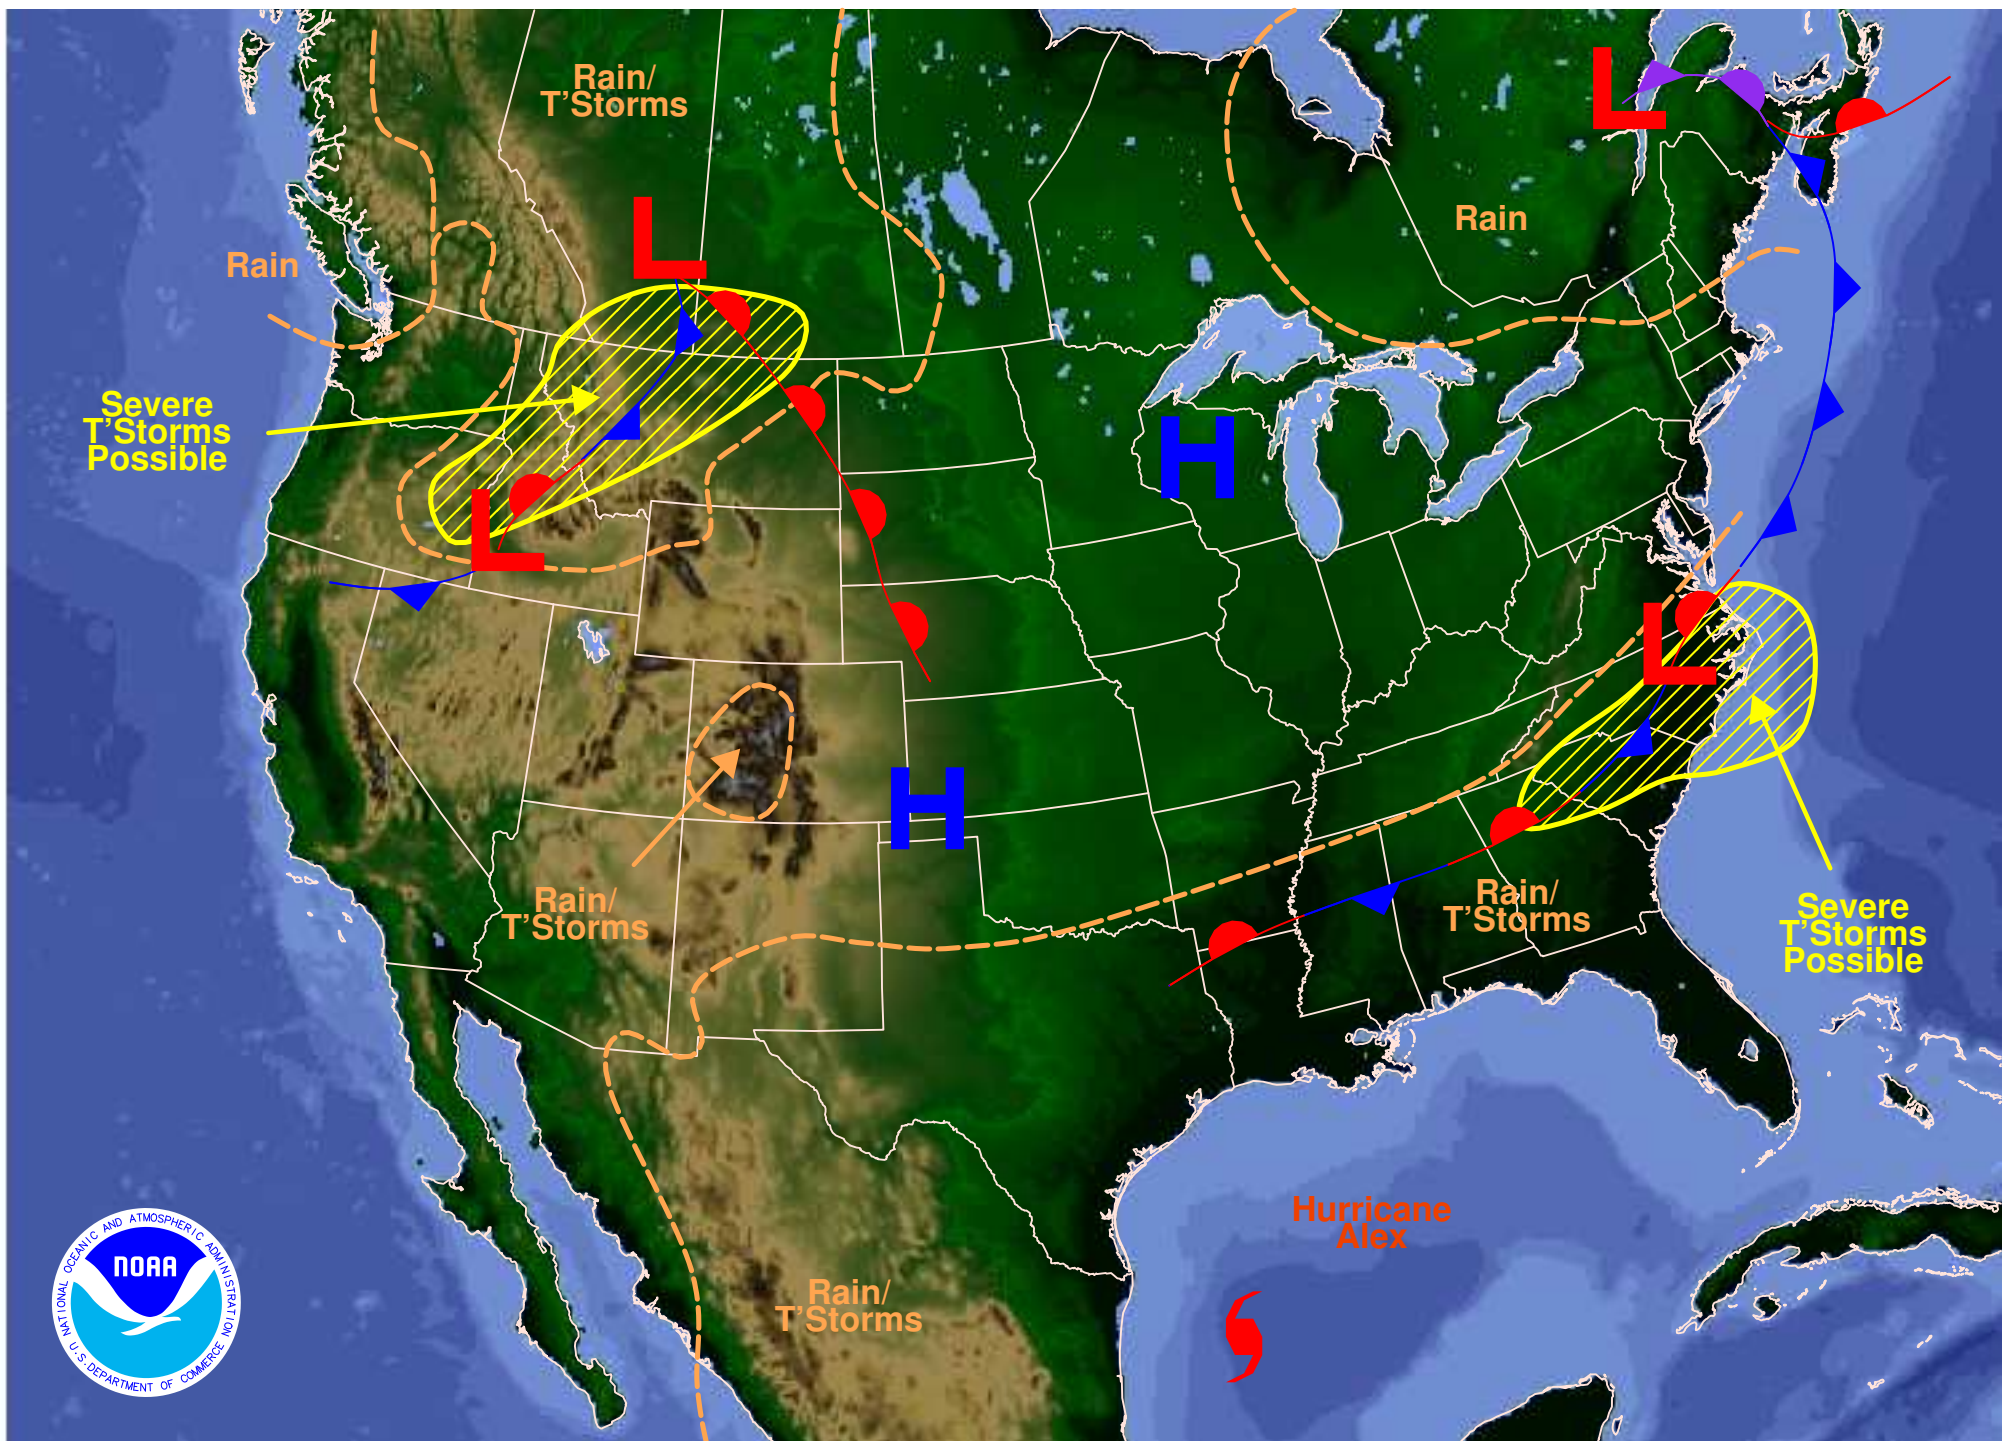 Rain/
T'Storms
L
L
Rain
Rain
L
Severe
T'Storms
Possible
H
L
L
H
Rain/
T'Storms
Rain/
T'Storms
Severe
T'Storms
Possible
Hurricane
Alex
Rain/
T'Storms
NATIONAL OCEANIC AND ATMOSPHERIC ADMINISTRATION
NOAA
U.S. DEPARTMENT OF COMMERCE